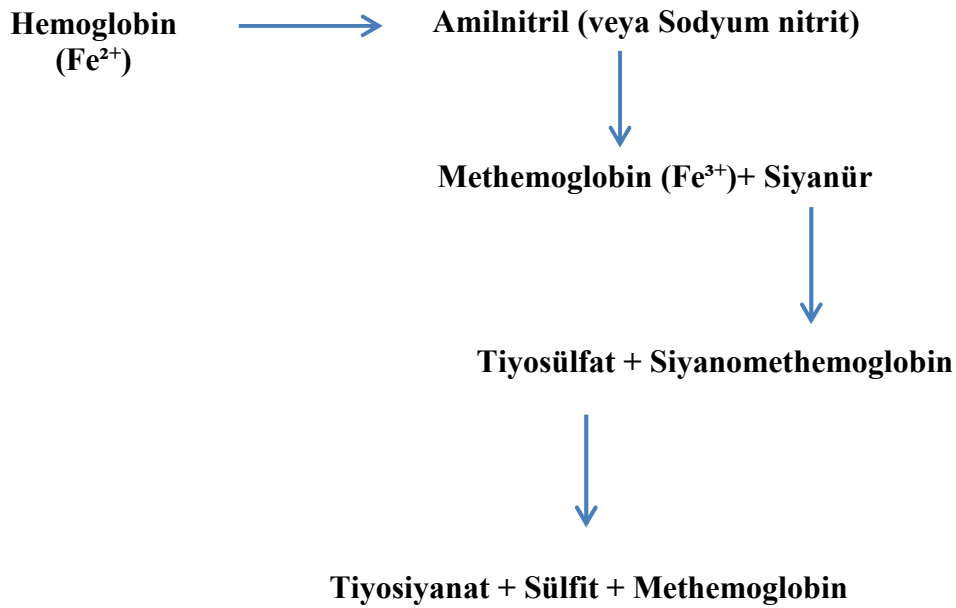 Hemoglobin
(Fe²⁺)
Amilnitril (veya Sodyum nitrit)
Methemoglobin (Fe³⁺)+ Siyanür
Tiyosülfat + Siyanomethemoglobin
Tiyosiyanat + Sülfit + Methemoglobin